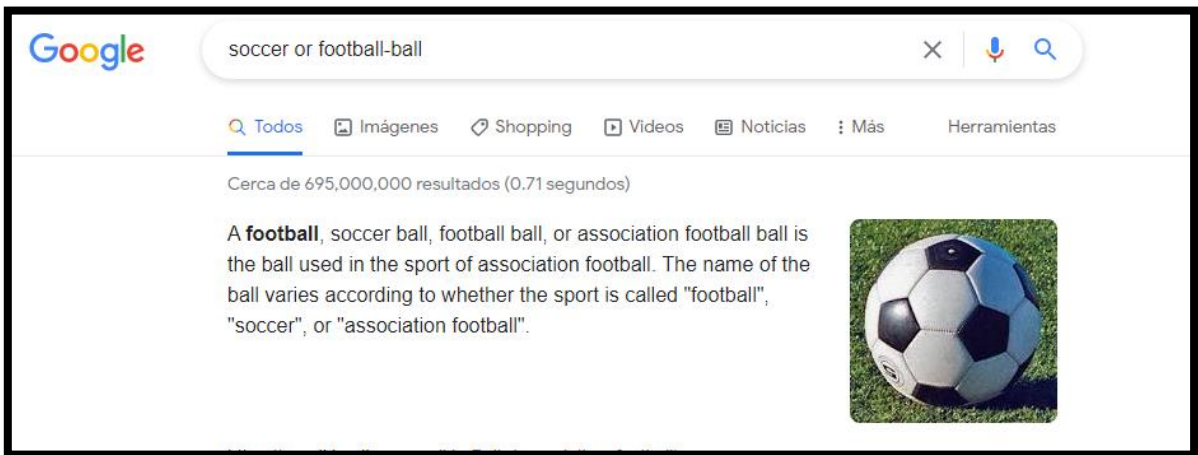 Google
soccer or football-ball
Todos Imágenes Shopping Videos Noticias Más Herramientas
Cerca de 695,000,000 resultados (0.71 segundos)
A football, soccer ball, football ball, or association football ball is
the ball used in the sport of association football. The name of the
ball varies according to whether the sport is called "football",
"soccer", or "association football".